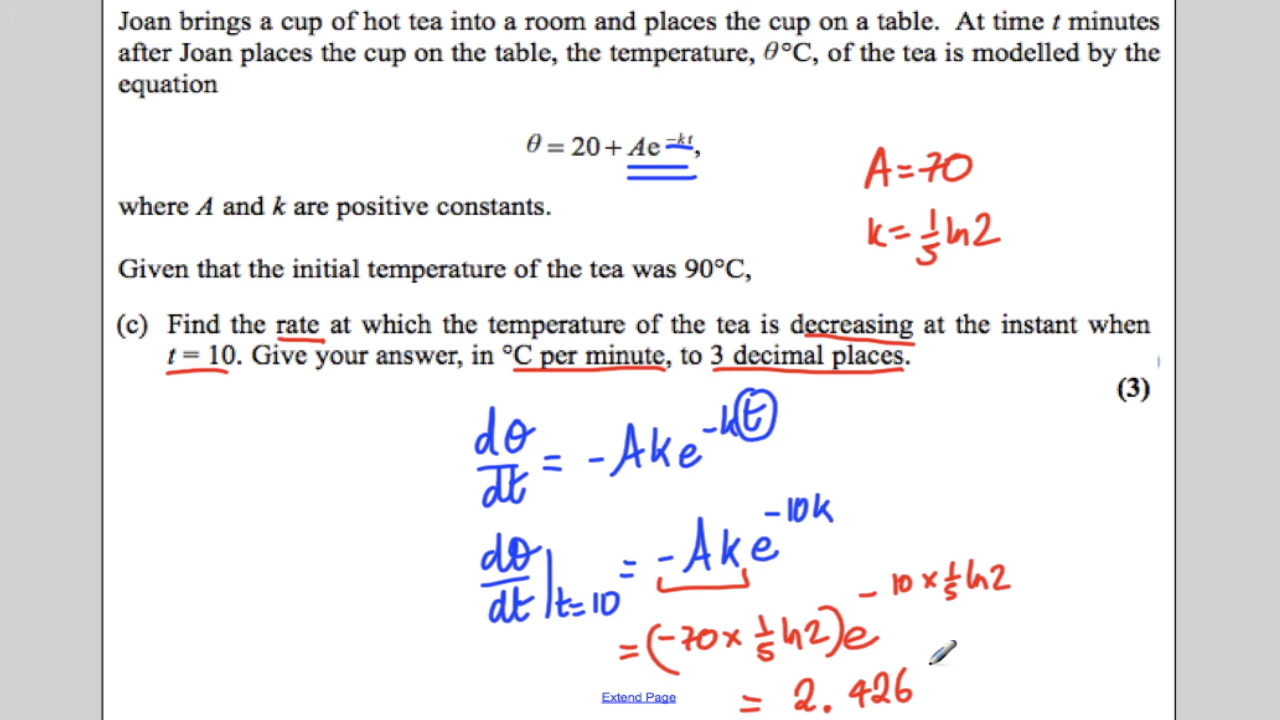 Joan brings a cup of hot tea into a room and places the cup on a table. At time t minutes
after Joan places the cup on the table, the temperature, θ°C, of the tea is modelled by the
equation
θ = 20 + Ae^{-kt},
A = 70
where A and k are positive constants.
k = 1/5 ln2
Given that the initial temperature of the tea was 90°C,
(c) Find the rate at which the temperature of the tea is decreasing at the instant when
t = 10. Give your answer, in °C per minute, to 3 decimal places.
(3)
dθ/dt = -Ake^{-kt}
dθ/dt|t=10 = -Ake^{-10k}
= (-70 × 1/5 ln2)e^{-10 × 1/5 ln2}
Extend Page
= 2.426